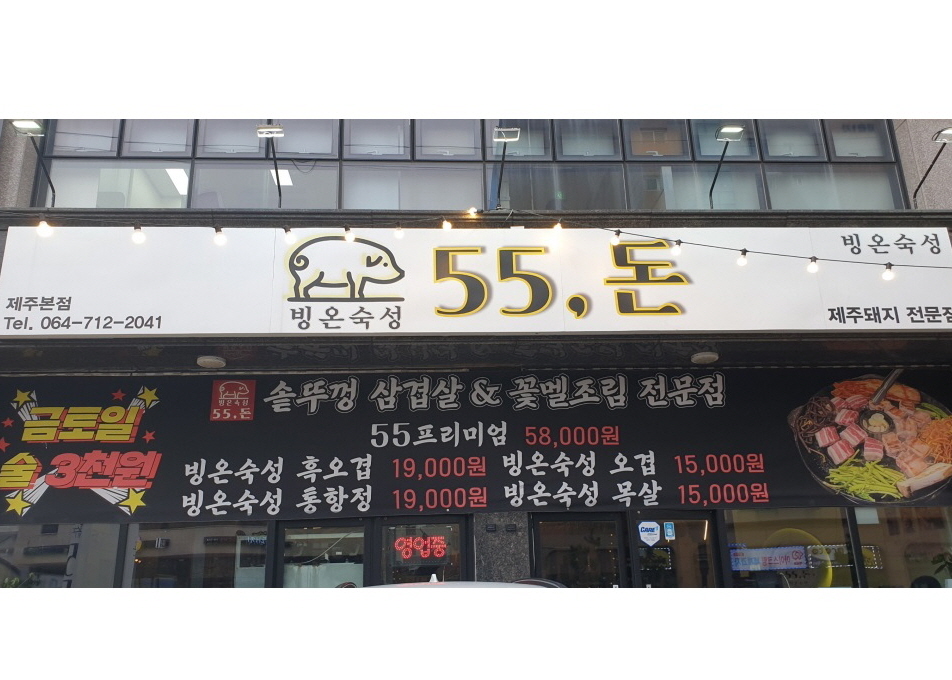 빙온숙성
55,돈
빙온숙성
제주본점
Tel. 064-712-2041
제주돼지 전문점
금토일
술 3천원!
빙온숙성
55.돈
솥뚜껑 삼겹살 & 꽃멜조림 전문점
55프리미엄 58,000원
빙온숙성 흑오겹 19,000원 빙온숙성 오겹 15,000원
빙온숙성 통항정 19,000원 빙온숙성 목살 15,000원
영업중